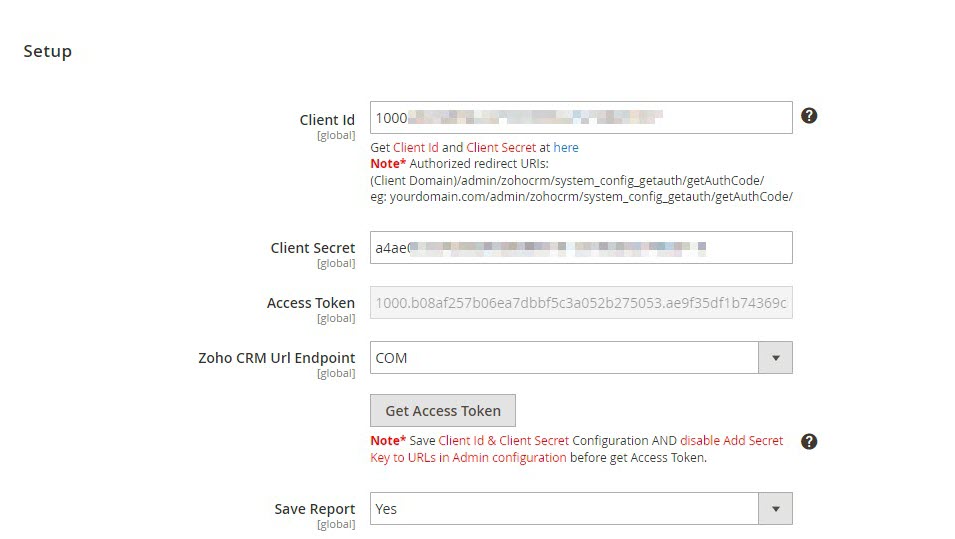 Setup
Client Id
[global]
1000
Get Client Id and Client Secret at here
Note* Authorized redirect URIs:
(Client Domain)/admin/zohocrm/system_config_getauth/getAuthCode/
eg: yourdomain.com/admin/zohocrm/system_config_getauth/getAuthCode/
Client Secret
[global]
a4ae
Access Token
[global]
1000.b08af257b06ea7dbbf5c3a052b275053.ae9f35df1b74369c
Zoho CRM Url Endpoint
[global]
COM
Get Access Token
Note* Save Client Id & Client Secret Configuration AND disable Add Secret
Key to URLs in Admin configuration before get Access Token.
Save Report
[global]
Yes